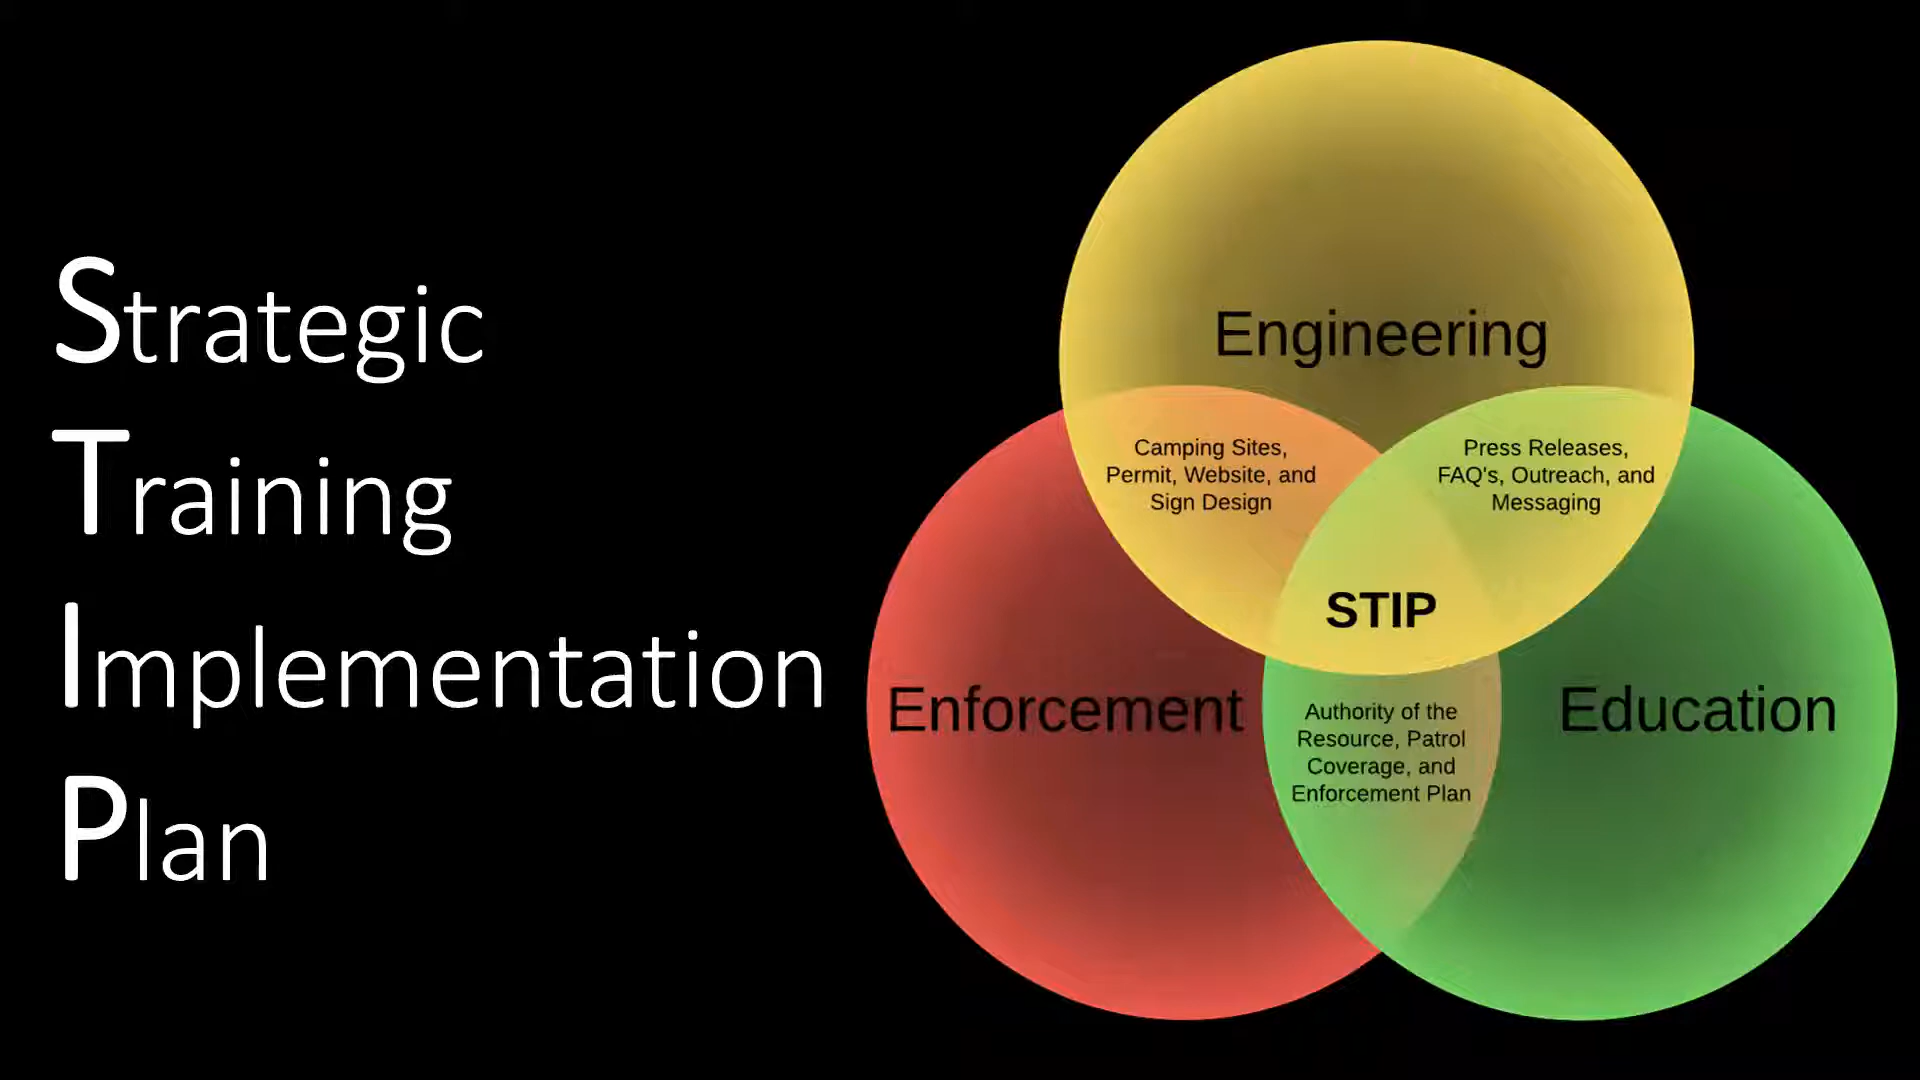 Strategic
Training
Implementation
Plan
Engineering
Camping Sites,
Permit, Website, and
Sign Design
Press Releases,
FAQ's, Outreach, and
Messaging
STIP
Enforcement
Authority of the
Resource, Patrol
Coverage, and
Enforcement Plan
Education